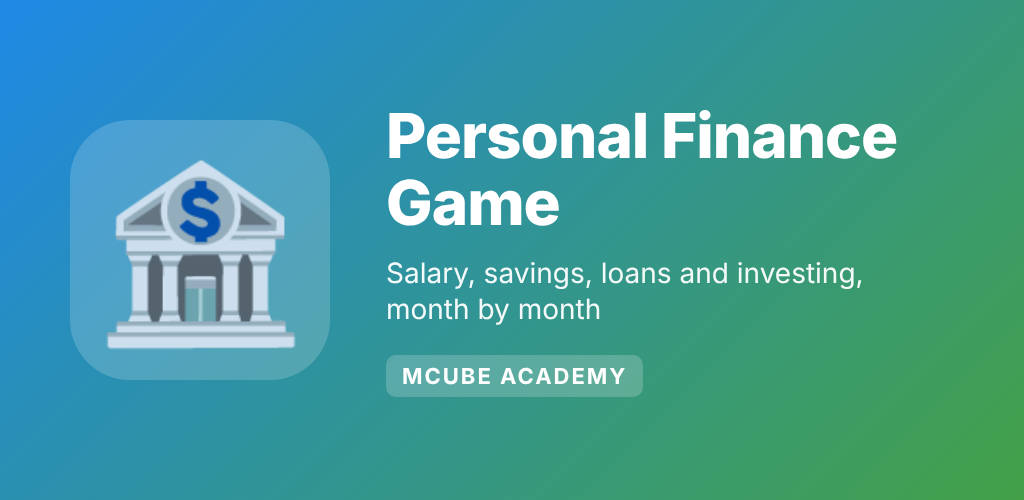 $
Personal Finance
Game
Salary, savings, loans and investing,
month by month
MCUBE ACADEMY